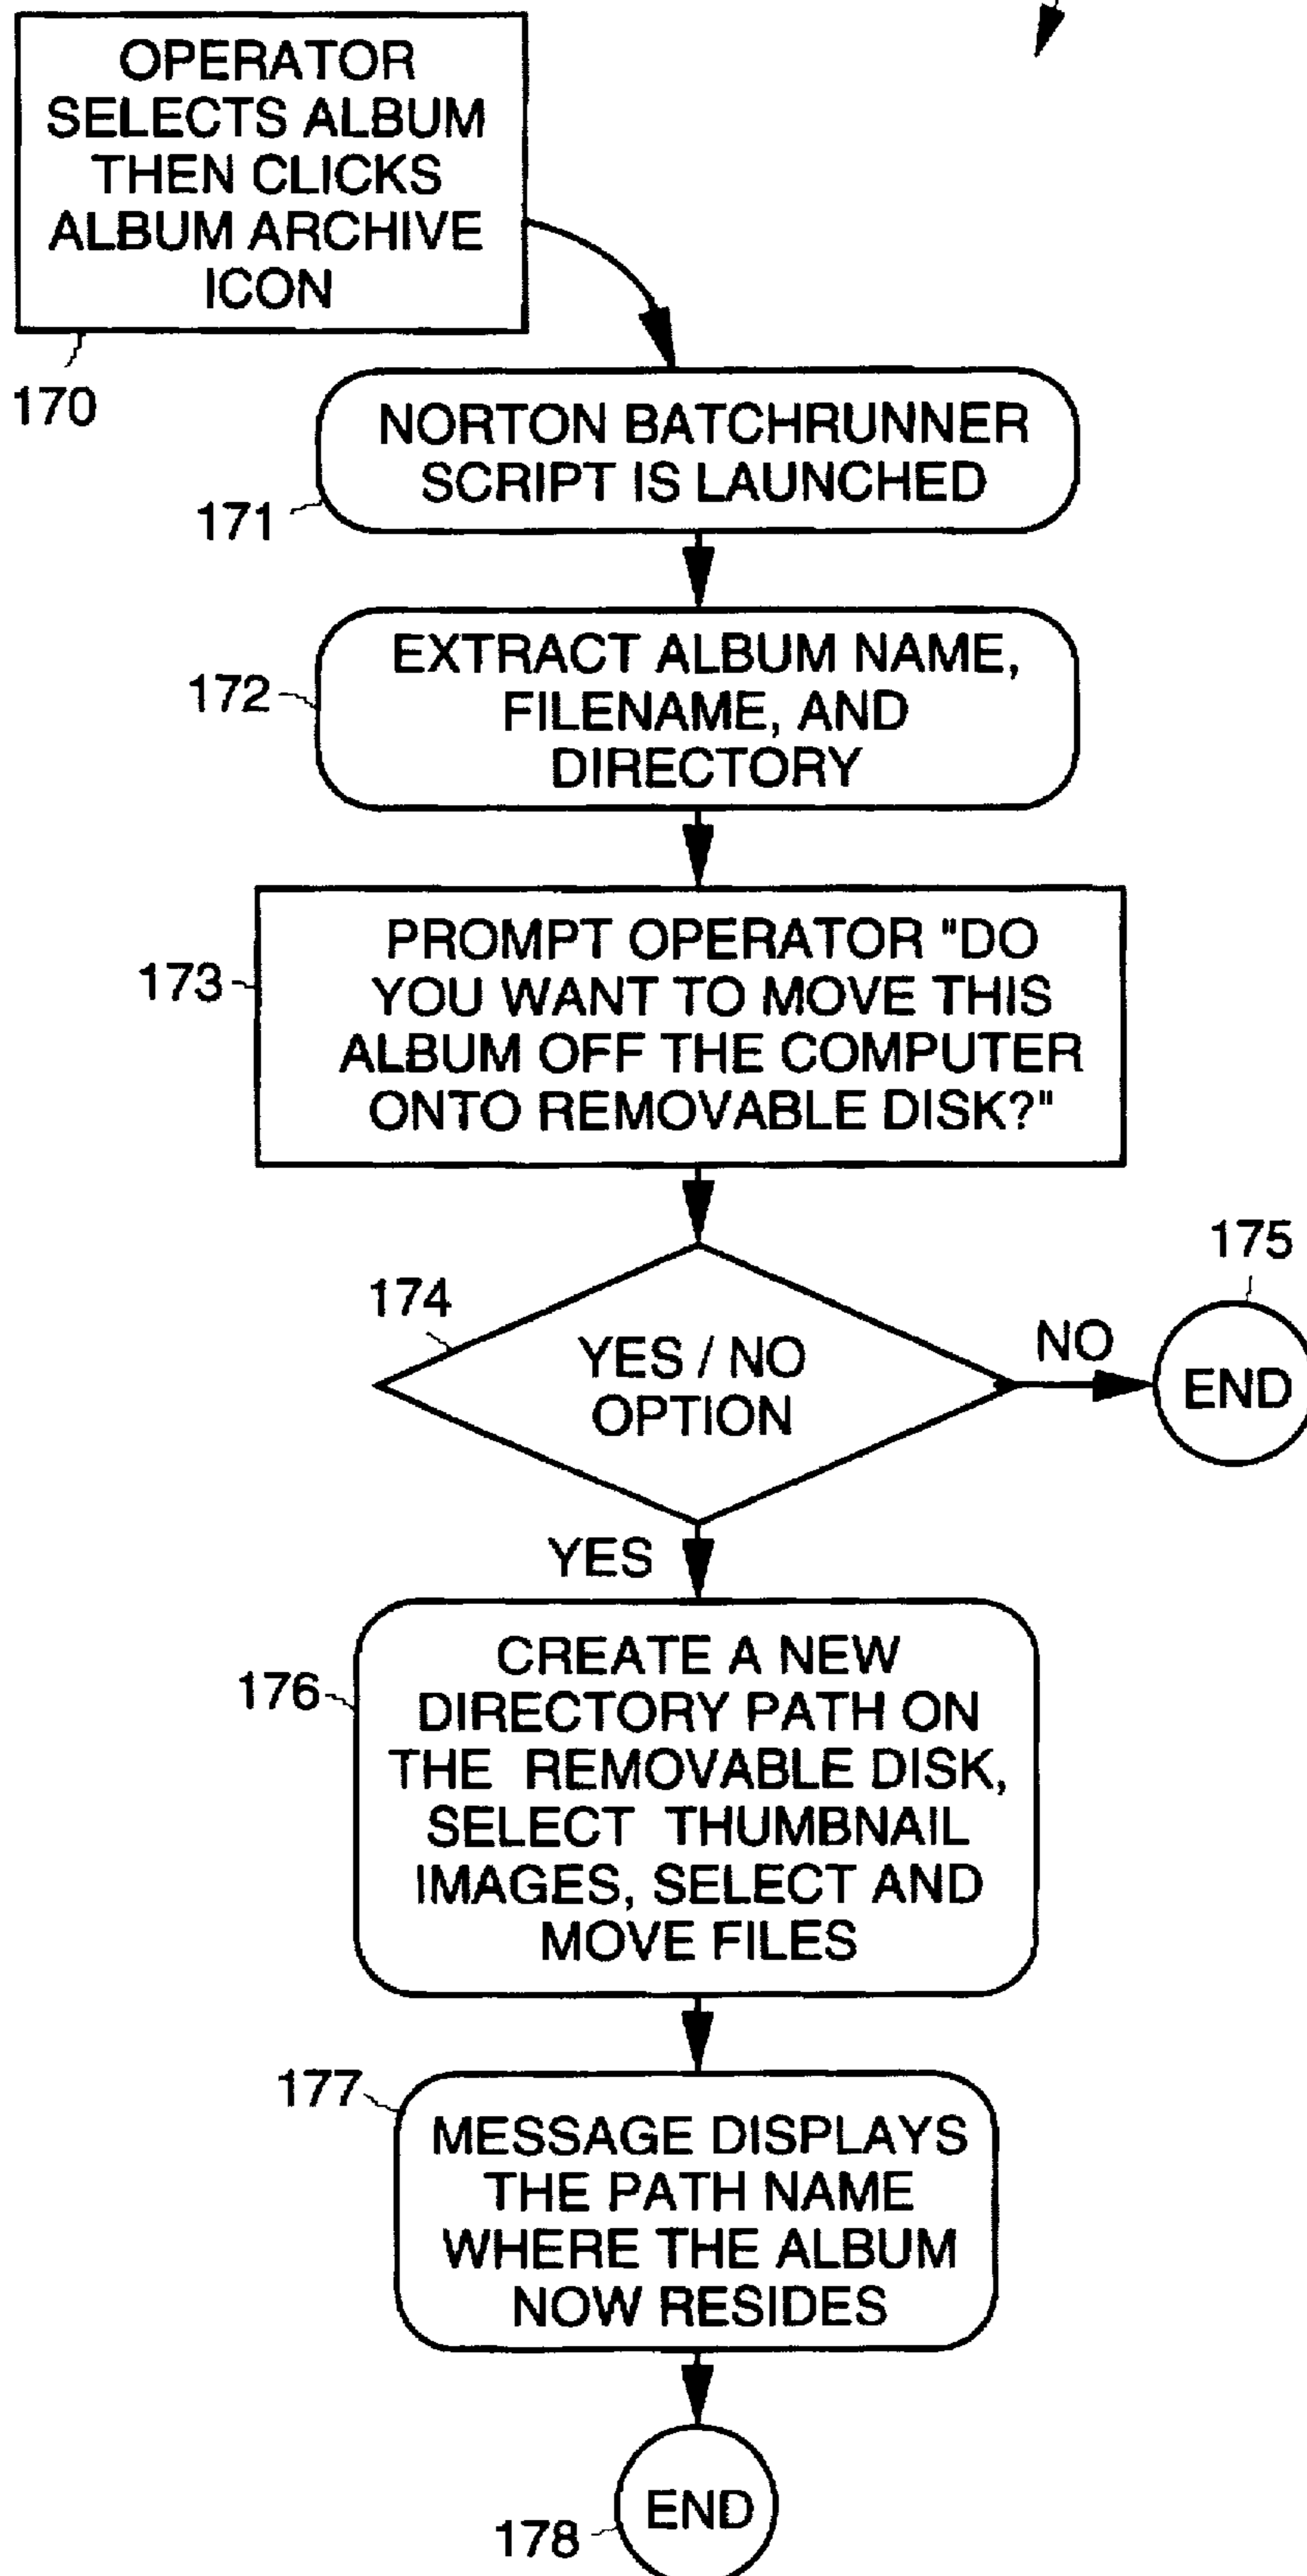 OPERATOR
SELECTS ALBUM
THEN CLICKS
ALBUM ARCHIVE
ICON
170
NORTON BATCHRUNNER
SCRIPT IS LAUNCHED
171
EXTRACT ALBUM NAME,
FILENAME, AND
DIRECTORY
172
PROMPT OPERATOR "DO
YOU WANT TO MOVE THIS
ALBUM OFF THE COMPUTER
ONTO REMOVABLE DISK?"
173
174
YES / NO
OPTION
NO
175
END
YES
CREATE A NEW
DIRECTORY PATH ON
THE REMOVABLE DISK,
SELECT THUMBNAIL
IMAGES, SELECT AND
MOVE FILES
176
177
MESSAGE DISPLAYS
THE PATH NAME
WHERE THE ALBUM
NOW RESIDES
END
178